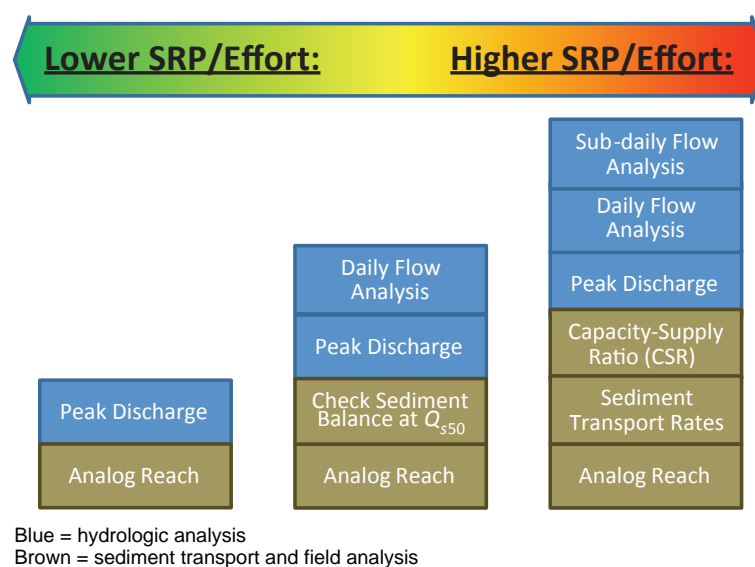 Lower SRP/Effort:
Higher SRP/Effort:
Peak Discharge
Analog Reach
Daily Flow
Analysis
Peak Discharge
Check Sediment
Balance at Qs50
Analog Reach
Sub-daily Flow
Analysis
Daily Flow
Analysis
Peak Discharge
Capacity-Supply
Ratio (CSR)
Sediment
Transport Rates
Analog Reach
Blue = hydrologic analysis
Brown = sediment transport and field analysis